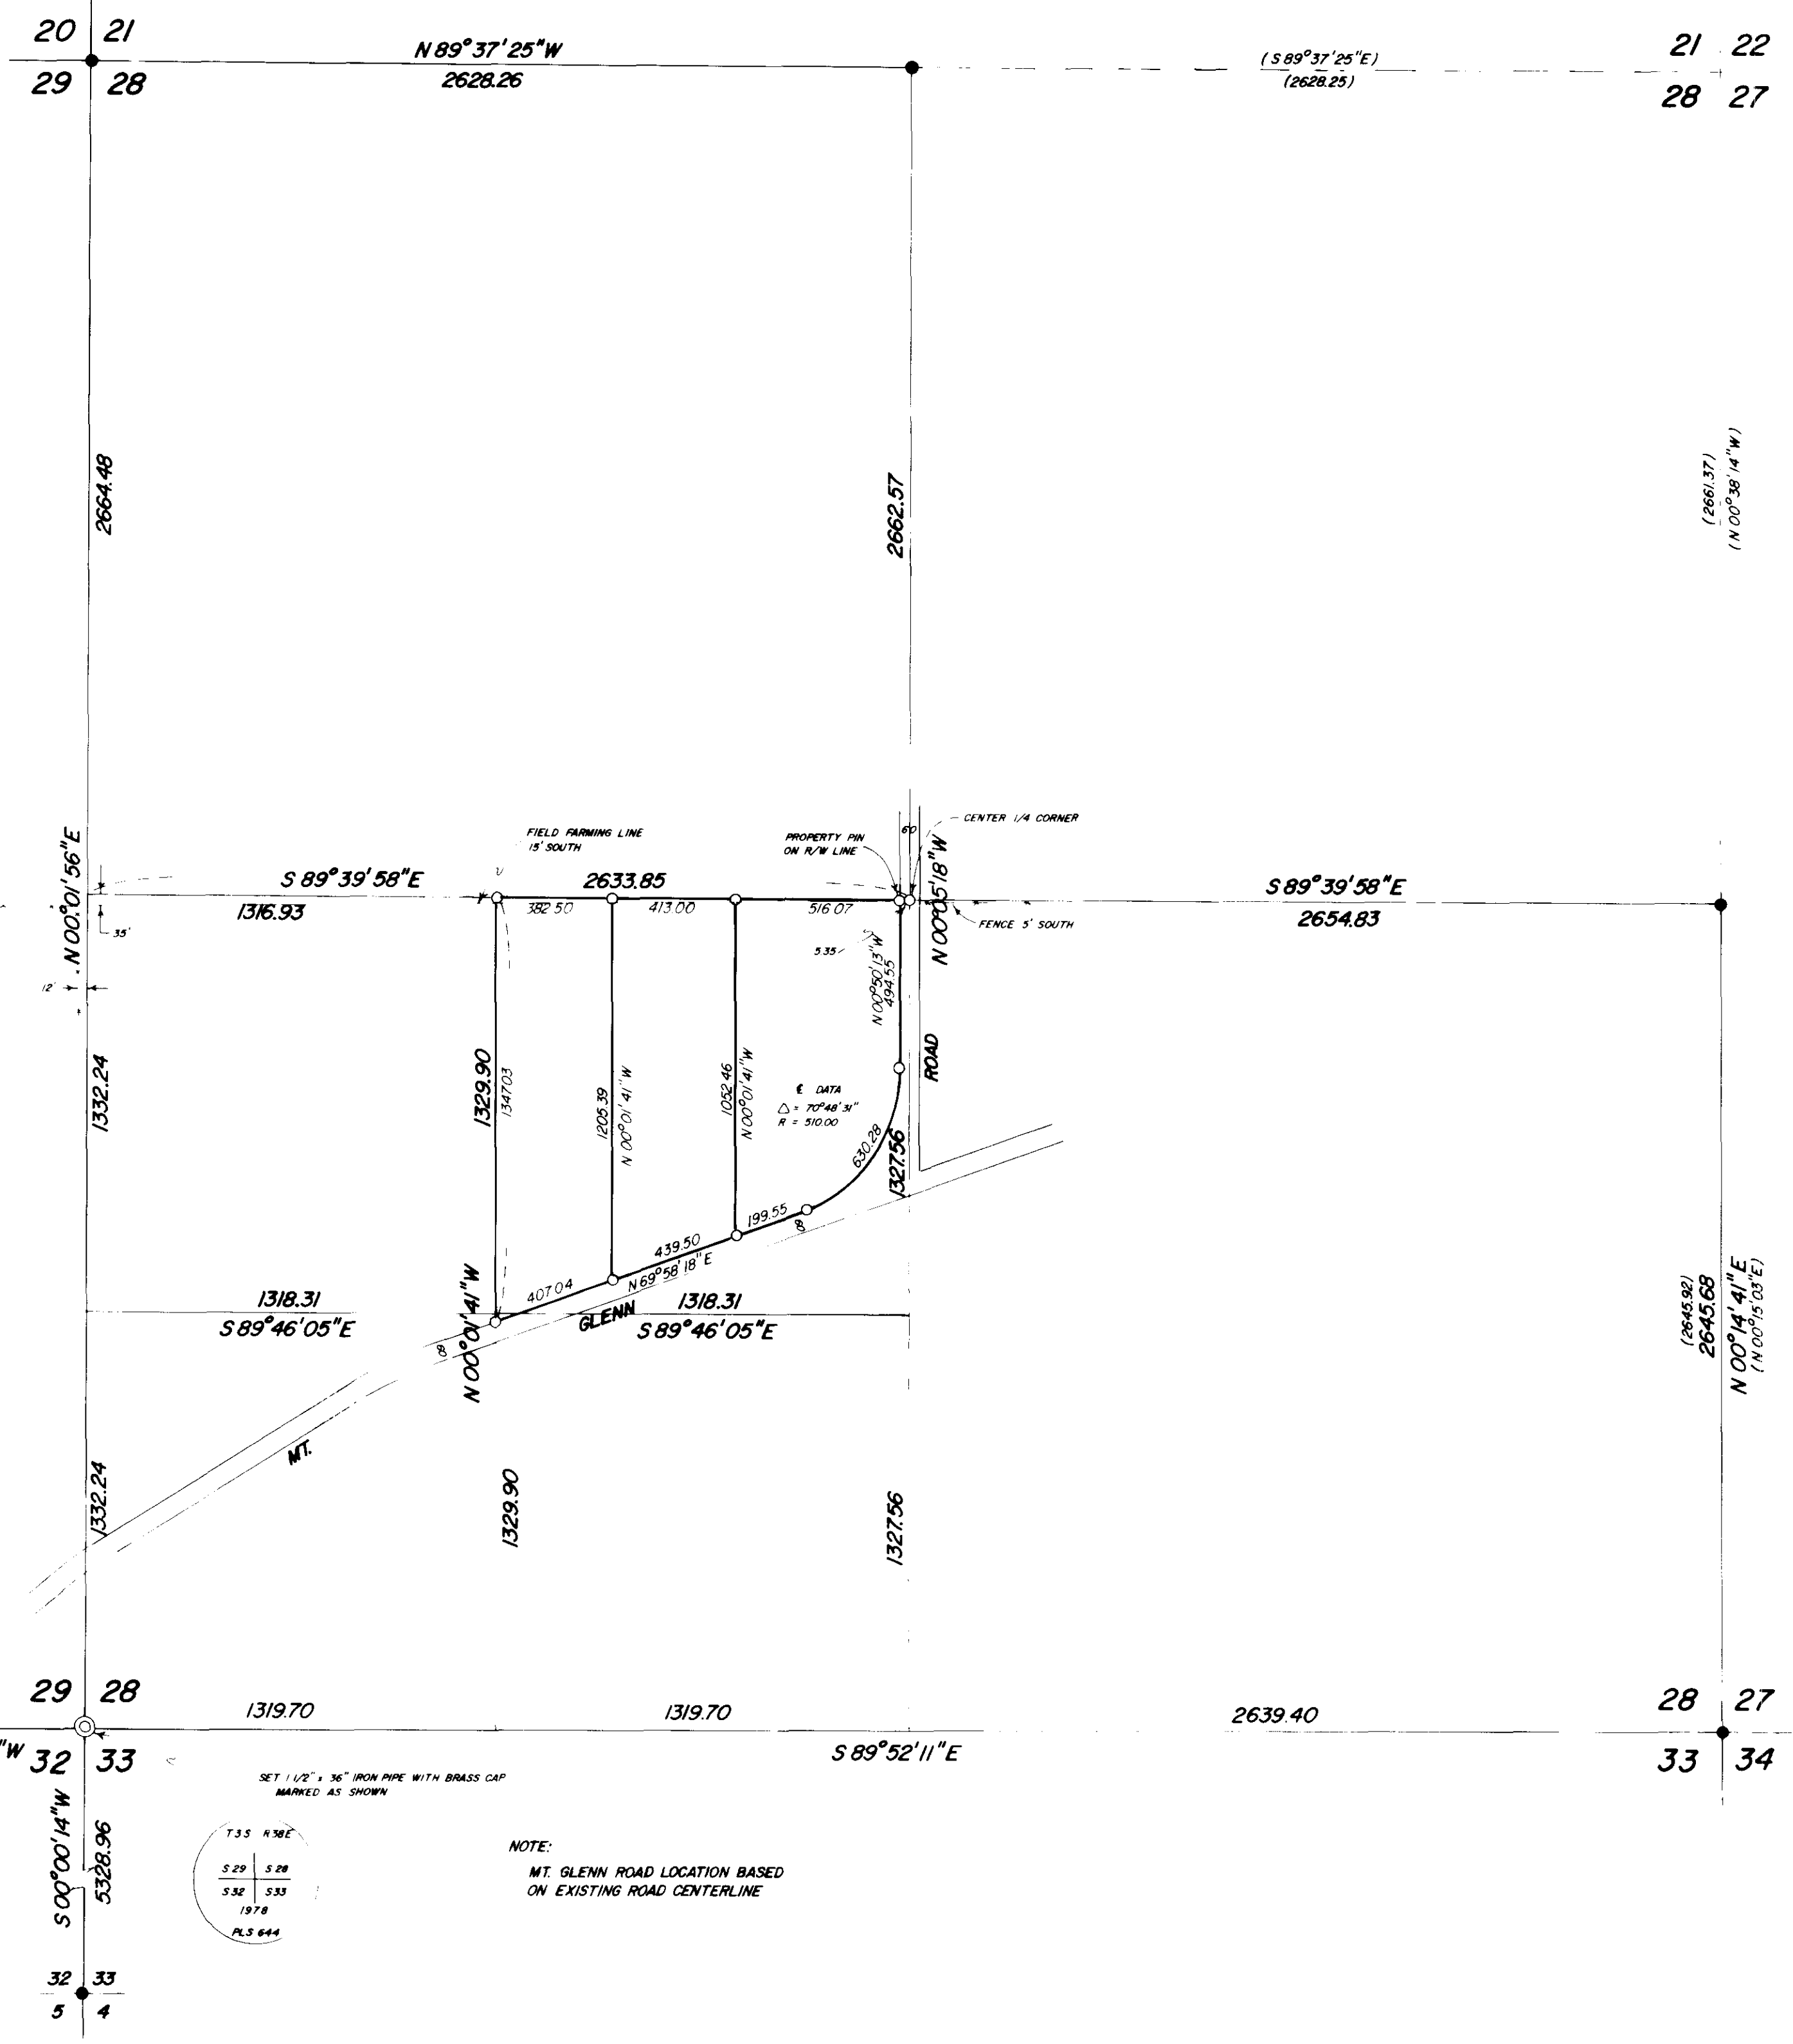 20 21
N 89° 37' 25" W
(S 89° 37' 25" E)
21 22
29 28
2628.26
(2628.25)
28 27
2664.48
2662.57
(2661.37)
(N 00° 38' 14" W)
N 00° 01' 56" E
FIELD FARMING LINE
15' SOUTH
PROPERTY PIN
ON R/W LINE
60
CENTER 1/4 CORNER
N 00° 05' 18" W
S 89° 39' 58" E
2633.85
S 89° 39' 58" E
1316.93
382.50
413.00
516.07
FENCE 5' SOUTH
2654.83
35'
5.35
N 00° 50' 13" W
494.55
12'
1332.24
1329.90
1347.03
1205.39
N 00° 01' 41" W
1052.46
N 00° 01' 41" W
℄ DATA
△ = 70° 48' 31"
R = 510.00
630.28
1327.56
ROAD
199.55
60
439.50
N 69° 58' 18" E
407.04
GLENN
1318.31
S 89° 46' 05" E
N 00° 01' 41" W
1318.31
S 89° 46' 05" E
60
MT.
(2645.92)
2645.68
N 00° 14' 41" E
(N 00° 15' 03" E)
1332.24
1329.90
1327.56
29 28
1319.70
1319.70
2639.40
28 27
"W
32 33
S 89° 52' 11" E
33 34
SET 1 1/2" x 36" IRON PIPE WITH BRASS CAP
MARKED AS SHOWN
S 00° 00' 14" W
5328.96
T 3 S R 38 E
S 29 S 28
S 32 S 33
1978
PLS 644
NOTE:
MT. GLENN ROAD LOCATION BASED
ON EXISTING ROAD CENTERLINE
32 33
5 4